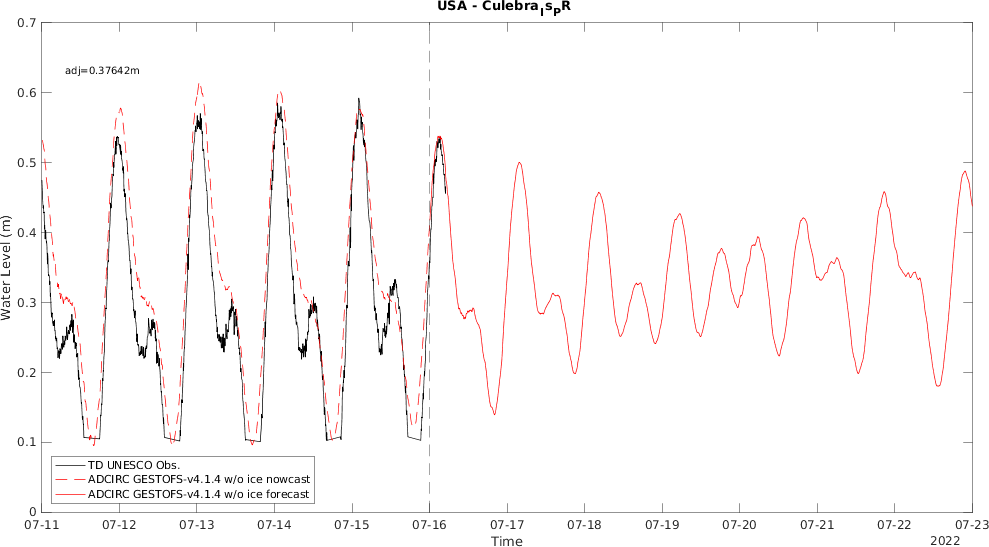 USA - Culebra_Is_PR
adj=0.37642m
0.7
0.6
0.5
0.4
0.3
0.2
0.1
0
Water Level (m)
TD UNESCO Obs.
ADCIRC GESTOFS-v4.1.4 w/o ice nowcast
ADCIRC GESTOFS-v4.1.4 w/o ice forecast
07-11 07-12 07-13 07-14 07-15 07-16 07-17 07-18 07-19 07-20 07-21 07-22 07-23
Time
2022